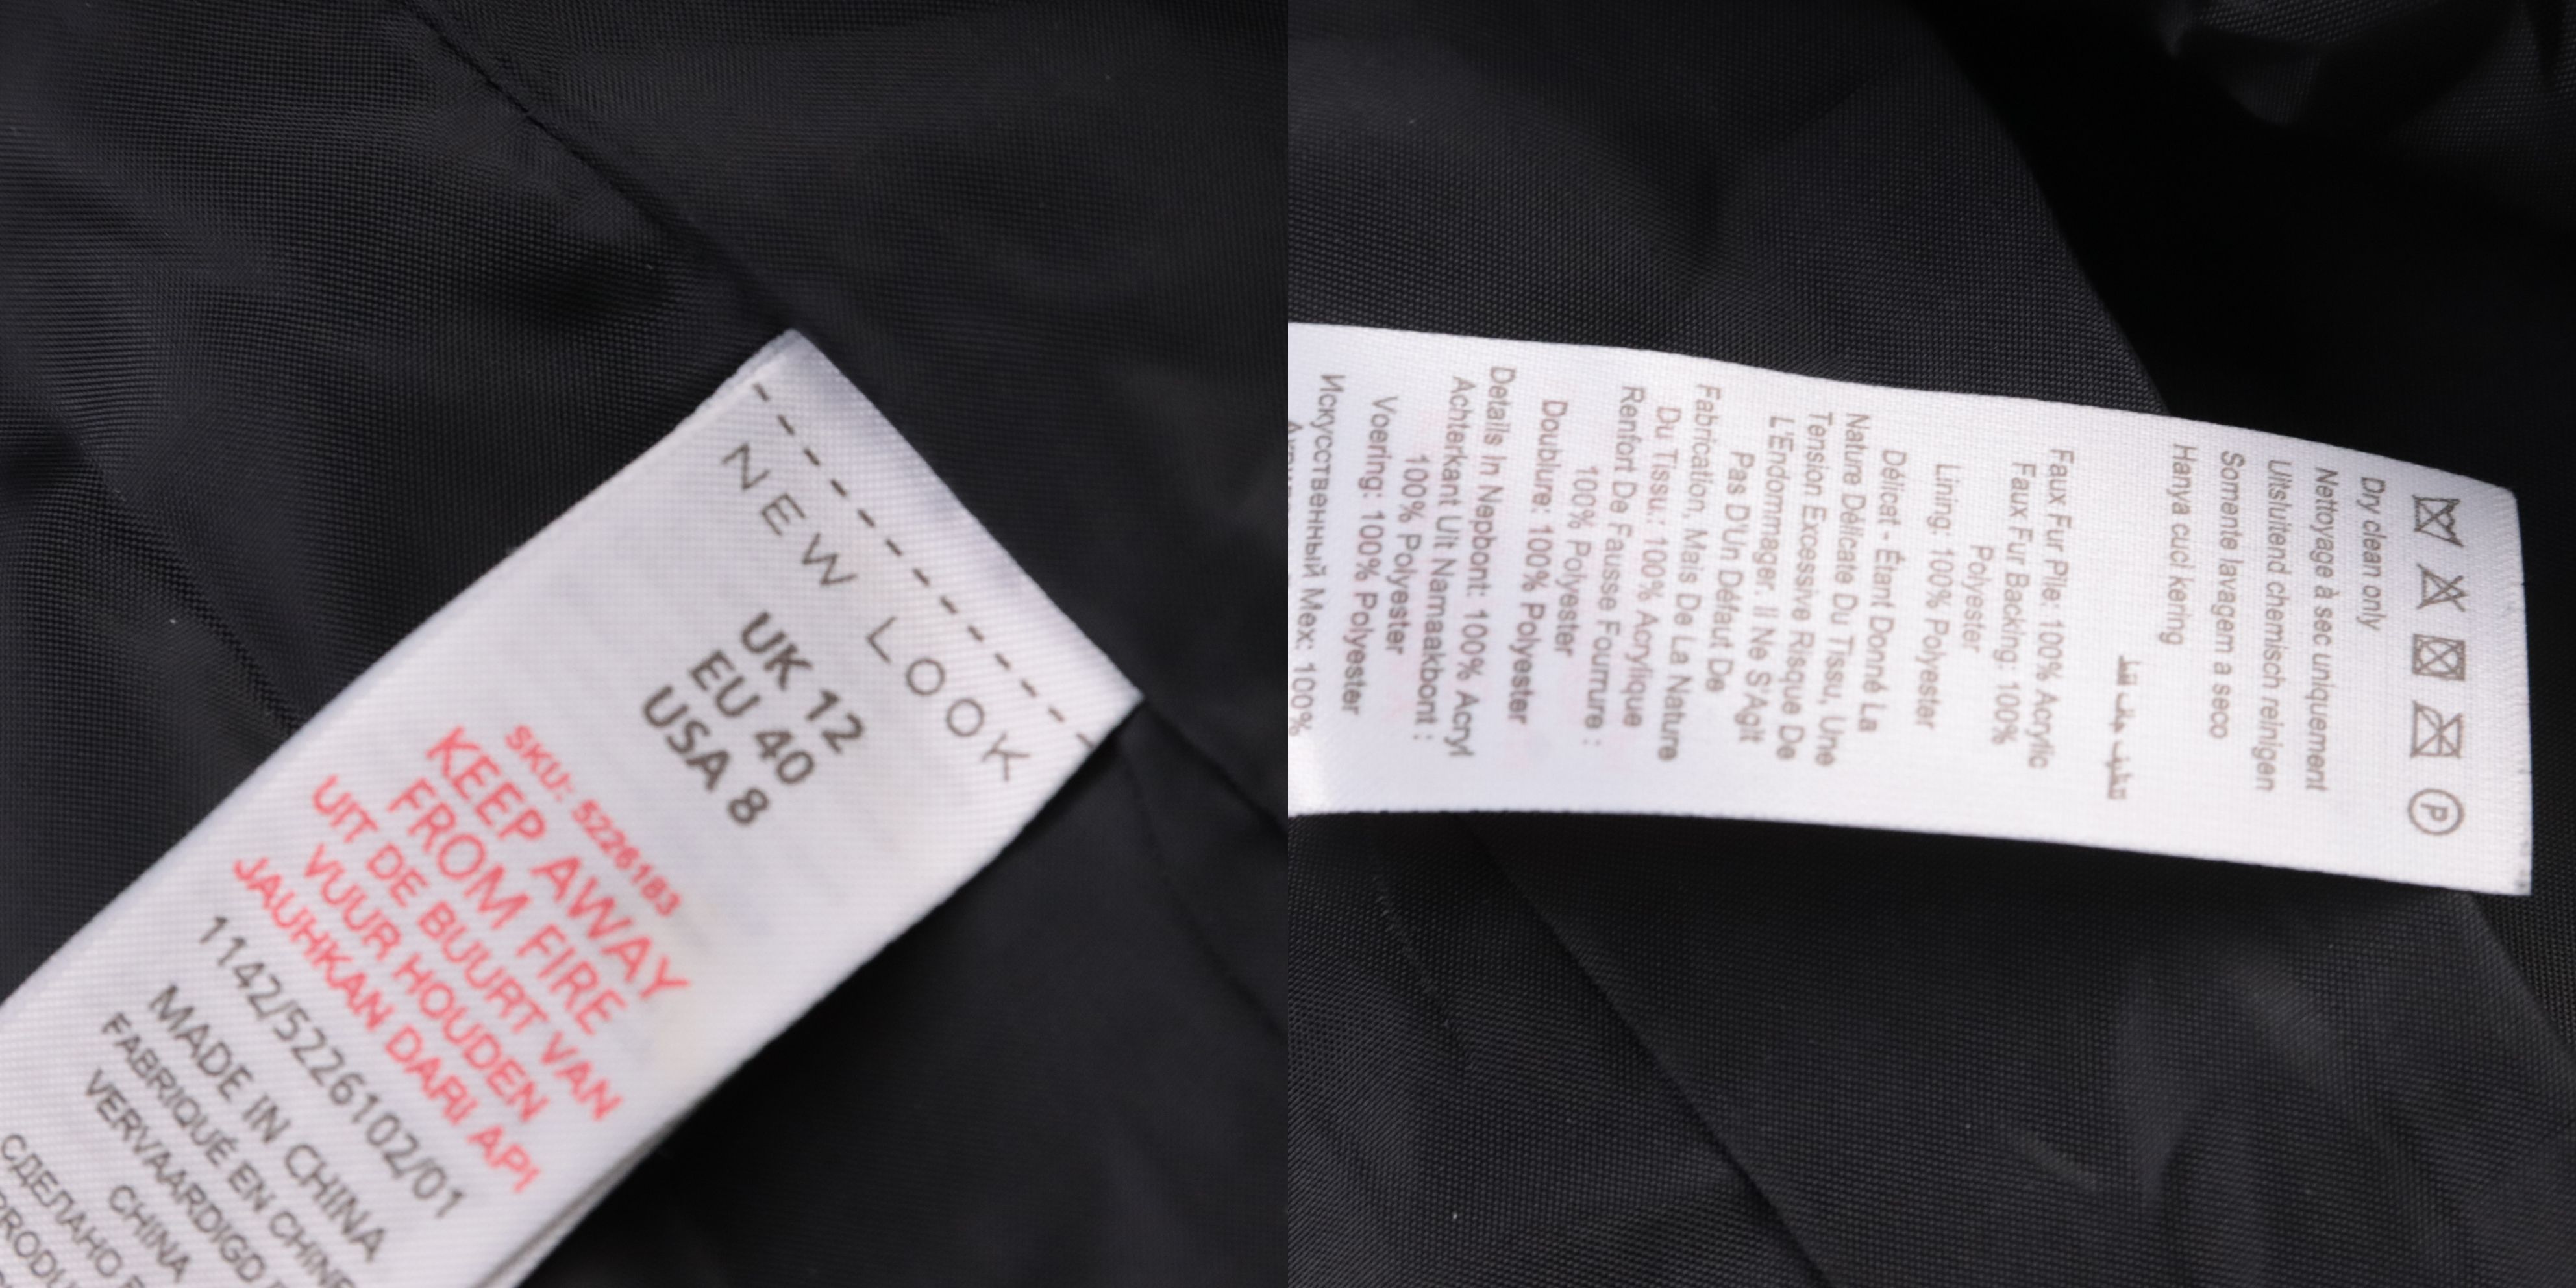 NEW LOOK
UK 12
EU 40
USA 8
SKU: 5226183
KEEP AWAY
FROM FIRE
UIT DE BUURT VAN
VUUR HOUDEN
JAUHKAN DARI API
1142/5226102/01
MADE IN CHINA
FABRIQUÉ EN CHINE
VERVAARDIGD
CHINA
СДЕЛАНО
P
Dry clean only
Nettoyage à sec uniquement
Uitsluitend chemisch reinigen
Somente lavagem a seco
Hanya cuci kering
Faux Fur Pile: 100% Acrylic
Faux Fur Backing: 100%
Polyester
Lining: 100% Polyester
Délicat - Étant Donné La
Nature Délicate Du Tissu, Une
Tension Excessive Risque De
L'Endommager. Il Ne S'Agit
Pas D'Un Défaut De
Fabrication, Mais De La Nature
Du Tissu.: 100% Acrylique
Renfort De Fausse Fourrure :
100% Polyester
Doublure: 100% Polyester
Details In Nepbont: 100% Acryl
Achterkant Uit Namaakbont :
100% Polyester
Voering: 100% Polyester
Искусственный Мех: 100%